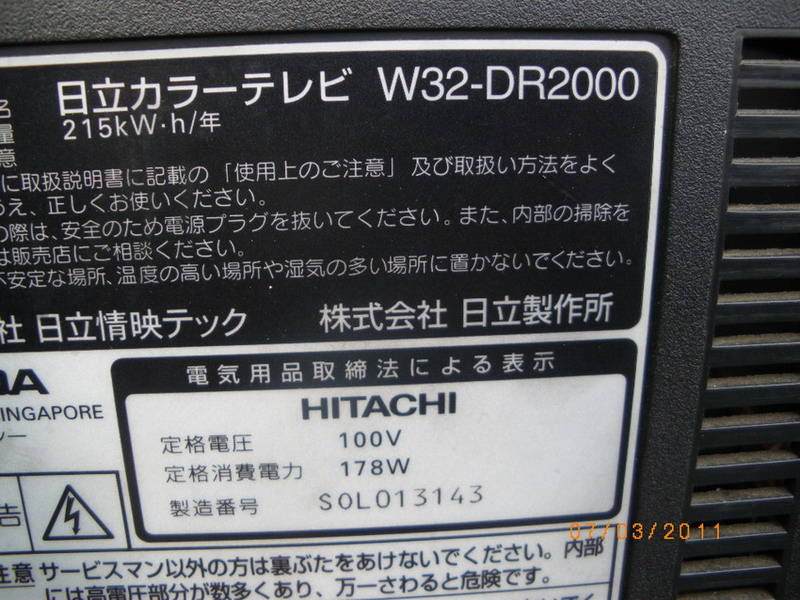 名 日立カラーテレビ W32-DR2000
量 215kW·h/年
意
に取扱説明書に記載の「使用上のご注意」及び取扱い方法をよく
うえ、正しくお使いください。
の際は、安全のため電源プラグを抜いてください。また、内部の掃除を
は販売店にご相談ください。
不安定な場所、温度の高い場所や湿気の多い場所に置かないでください。
社 日立情映テック 株式会社 日立製作所
電気用品取締法による表示
SINGAPORE
HITACHI
定格電圧 100V
定格消費電力 178W
製造番号 SOL013143
告
07/03/2011
注意 サービスマン以外の方は裏ぶたをあけないでください。内部
には高電圧部分が数多くあり、万一さわると危険です。